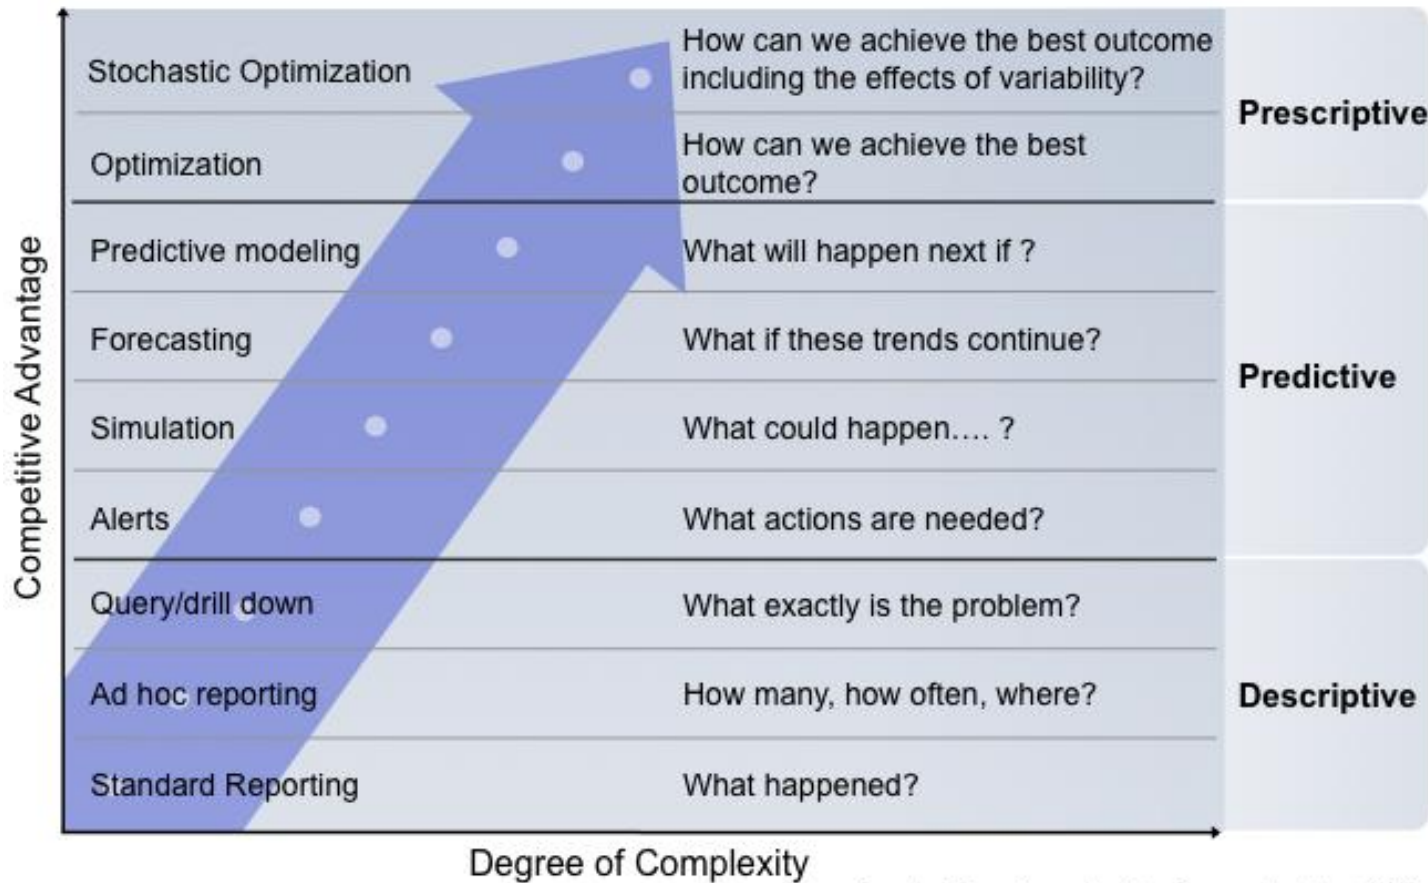 Stochastic Optimization
How can we achieve the best outcome
including the effects of variability?
Prescriptive
Optimization
How can we achieve the best
outcome?
Predictive modeling
What will happen next if ?
Forecasting
What if these trends continue?
Predictive
Simulation
What could happen…. ?
Alerts
What actions are needed?
Query/drill down
What exactly is the problem?
Ad hoc reporting
How many, how often, where?
Descriptive
Standard Reporting
What happened?
Competitive Advantage
Degree of Complexity